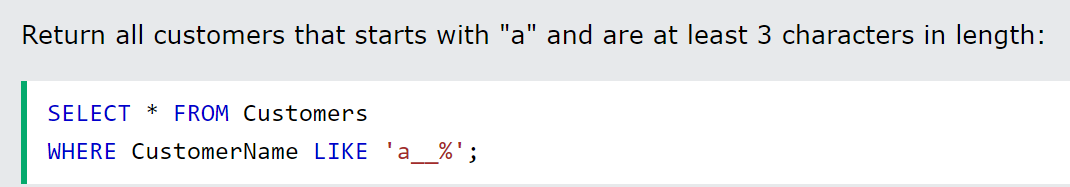 Return all customers that starts with "a" and are at least 3 characters in length:
SELECT * FROM Customers
WHERE CustomerName LIKE 'a__%';